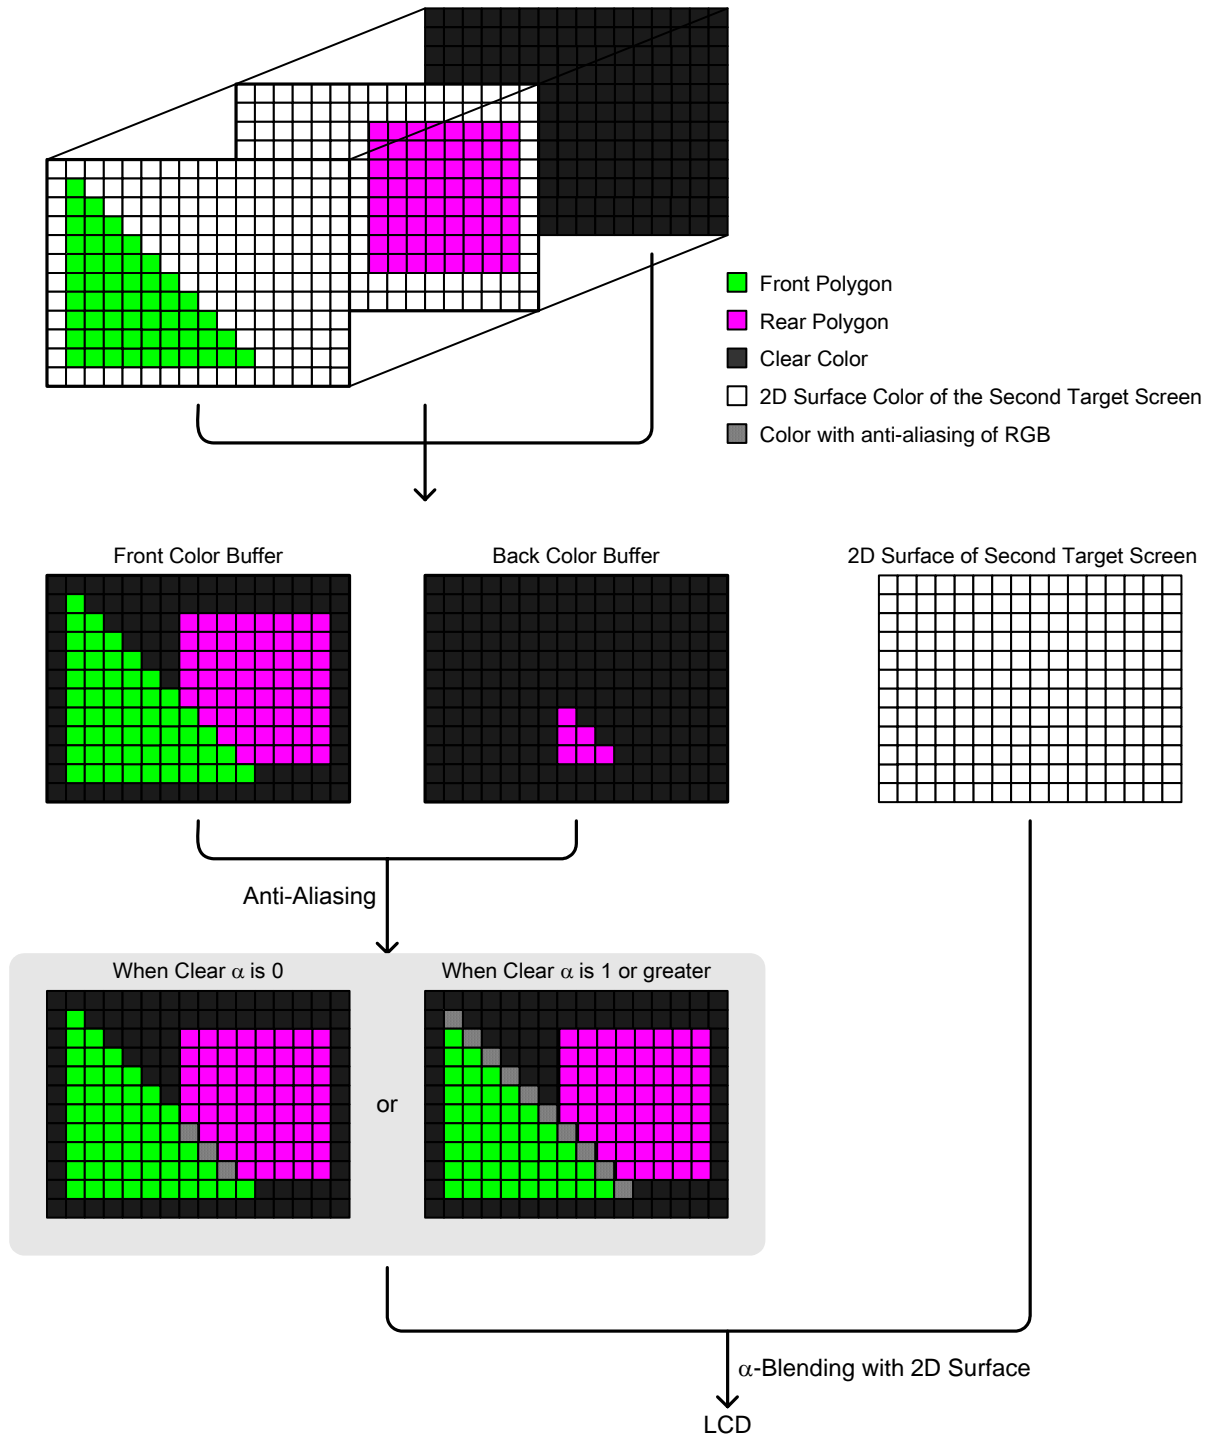 Front Polygon
Rear Polygon
Clear Color
2D Surface Color of the Second Target Screen
Color with anti-aliasing of RGB
Front Color Buffer
Back Color Buffer
2D Surface of Second Target Screen
Anti-Aliasing
When Clear α is 0
When Clear α is 1 or greater
or
α-Blending with 2D Surface
LCD